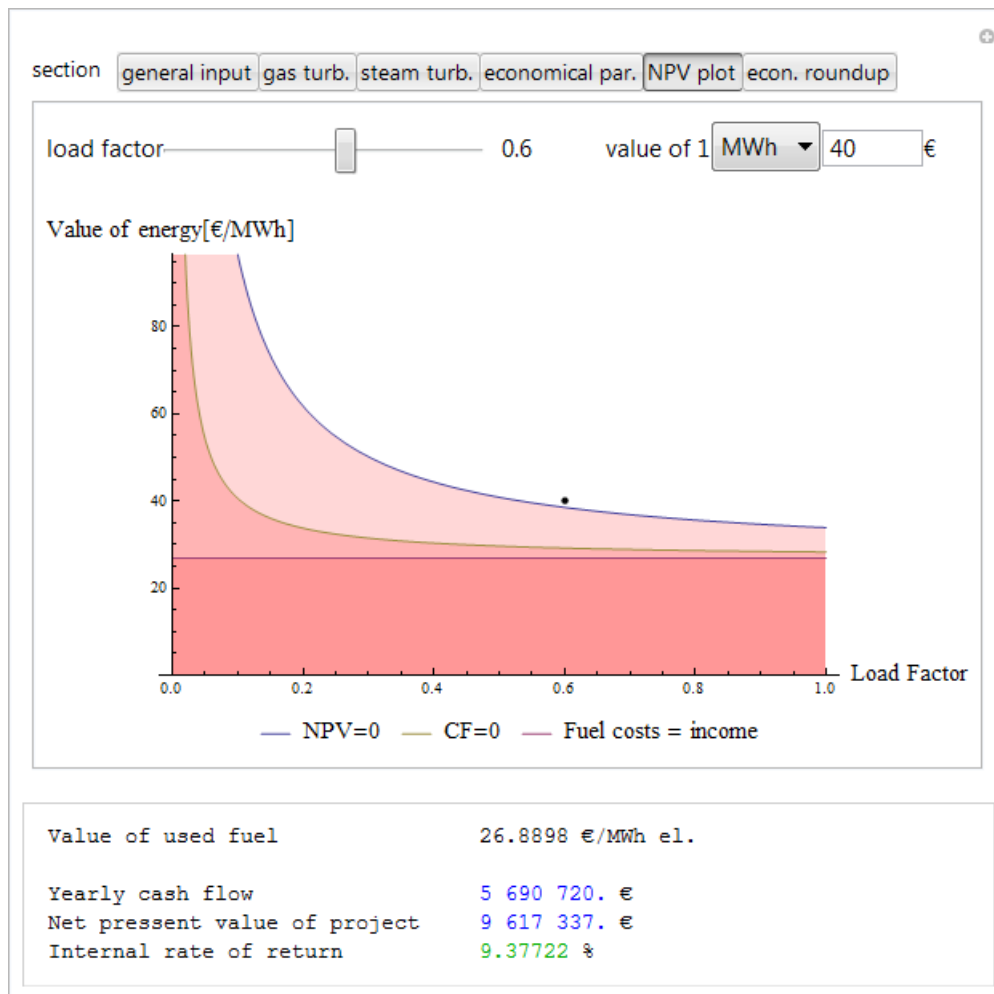 section general input gas turb. steam turb. economical par. NPV plot econ. roundup
load factor 0.6 value of 1 MWh 40 €
Value of energy[€/MWh]
80
60
40
20
0.0 0.2 0.4 0.6 0.8 1.0 Load Factor
NPV=0 CF=0 Fuel costs = income
Value of used fuel 26.8898 €/MWh el.
Yearly cash flow 5 690 720. €
Net pressent value of project 9 617 337. €
Internal rate of return 9.37722 %